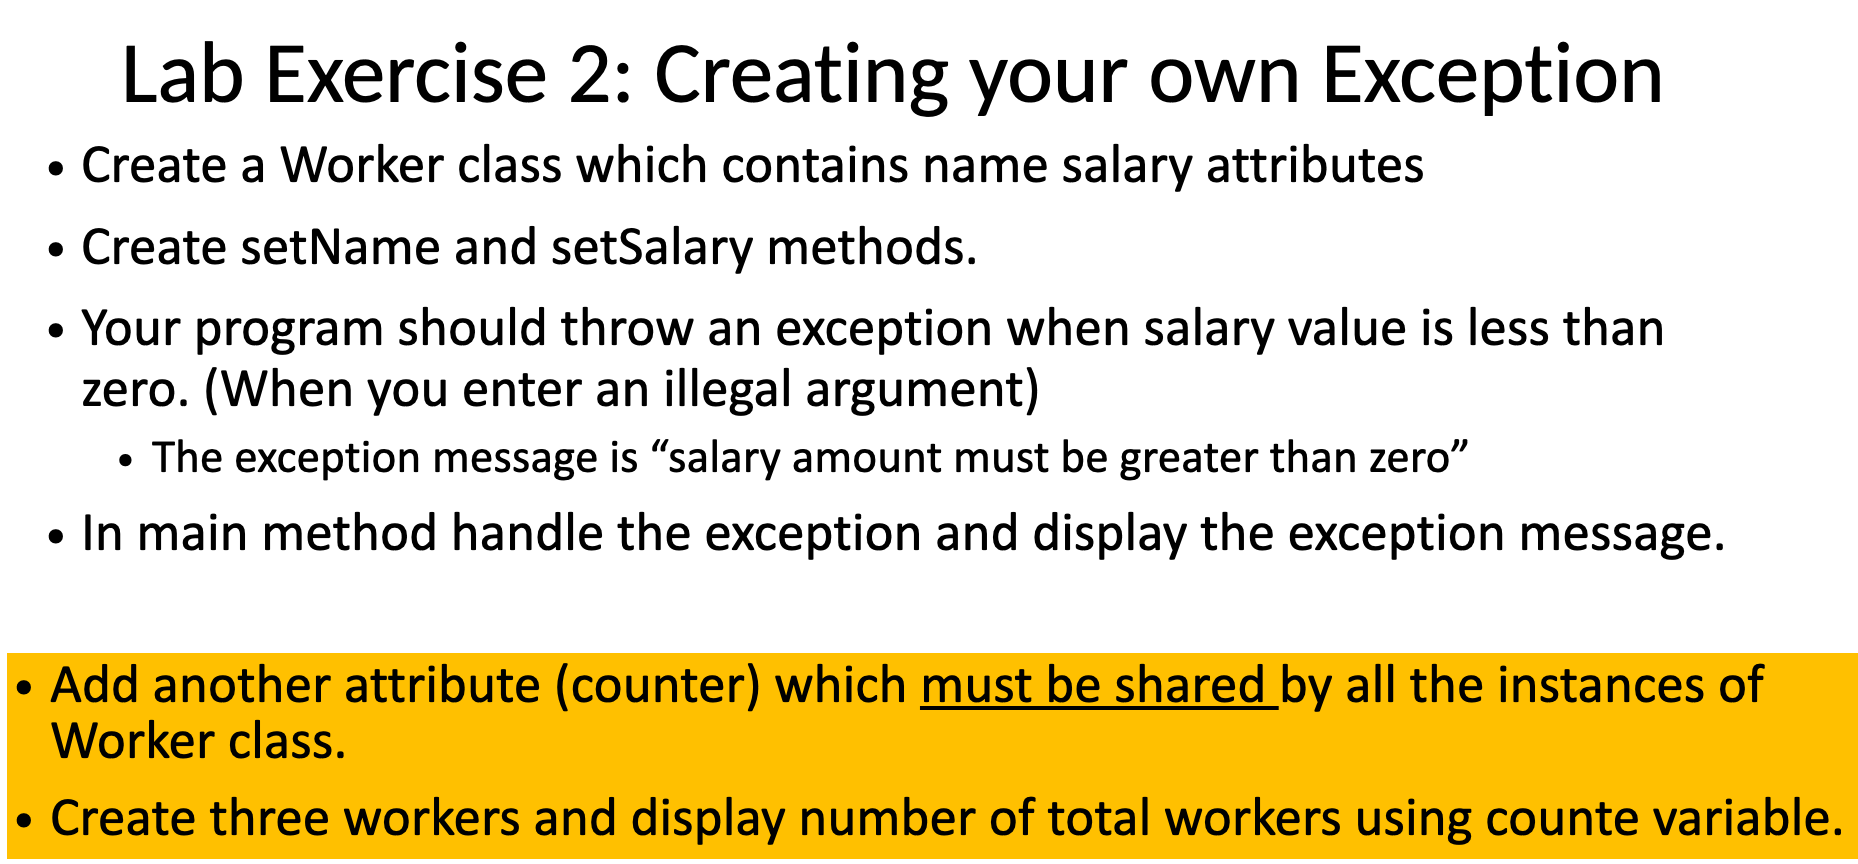 Lab Exercise 2: Creating your own Exception
• Create a Worker class which contains name salary attributes
• Create setName and setSalary methods.
• Your program should throw an exception when salary value is less than
zero. (When you enter an illegal argument)
• The exception message is “salary amount must be greater than zero”
• In main method handle the exception and display the exception message.
• Add another attribute (counter) which must be shared by all the instances of
Worker class.
• Create three workers and display number of total workers using counte variable.